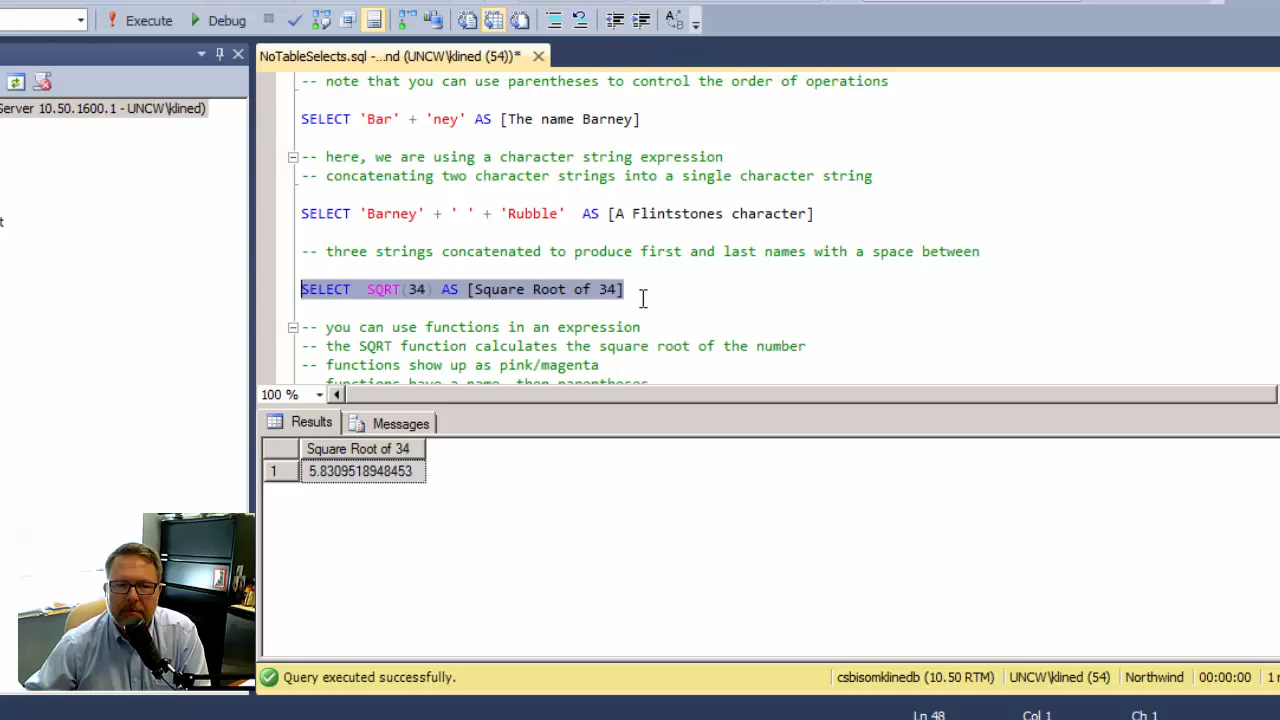 Execute Debug
NoTableSelects.sql -...nd (UNCW\klined (54))*
Server 10.50.1600.1 - UNCW\klined)
t
-- note that you can use parentheses to control the order of operations
SELECT 'Bar' + 'ney' AS [The name Barney]
-- here, we are using a character string expression
-- concatenating two character strings into a single character string
SELECT 'Barney' + ' ' + 'Rubble'  AS [A Flintstones character]
-- three strings concatenated to produce first and last names with a space between
SELECT  SQRT(34) AS [Square Root of 34]
-- you can use functions in an expression
-- the SQRT function calculates the square root of the number
-- functions show up as pink/magenta
-- functions have a name, then parentheses
100 %
Results Messages
Square Root of 34
1 5.8309518948453
Query executed successfully. csbisomklinedb (10.50 RTM) UNCW\klined (54) Northwind 00:00:00 1
Ln 48 Col 1 Ch 1